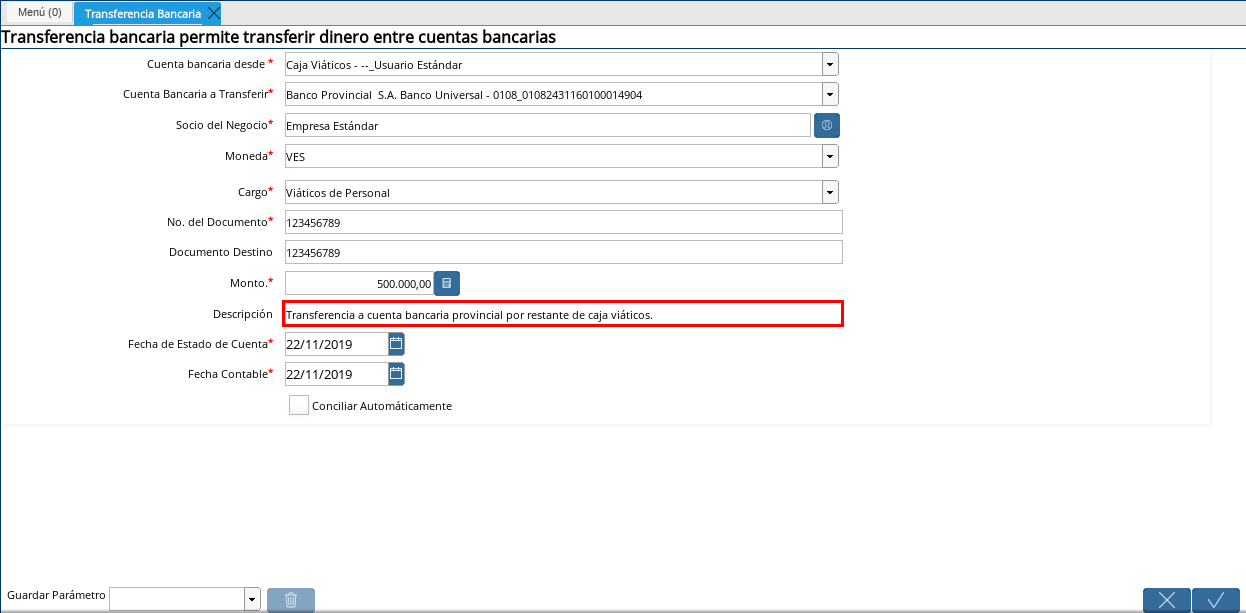 Menú (0) Transferencia Bancaria
Transferencia bancaria permite transferir dinero entre cuentas bancarias
Cuenta bancaria desde * Caja Viáticos - --_Usuario Estándar
Cuenta Bancaria a Transferir* Banco Provincial S.A. Banco Universal - 0108_01082431160100014904
Socio del Negocio* Empresa Estándar
Moneda* VES
Cargo* Viáticos de Personal
No. del Documento* 123456789
Documento Destino 123456789
Monto.* 500.000,00
Descripción Transferencia a cuenta bancaria provincial por restante de caja viáticos.
Fecha de Estado de Cuenta* 22/11/2019
Fecha Contable* 22/11/2019
Conciliar Automáticamente
Guardar Parámetro